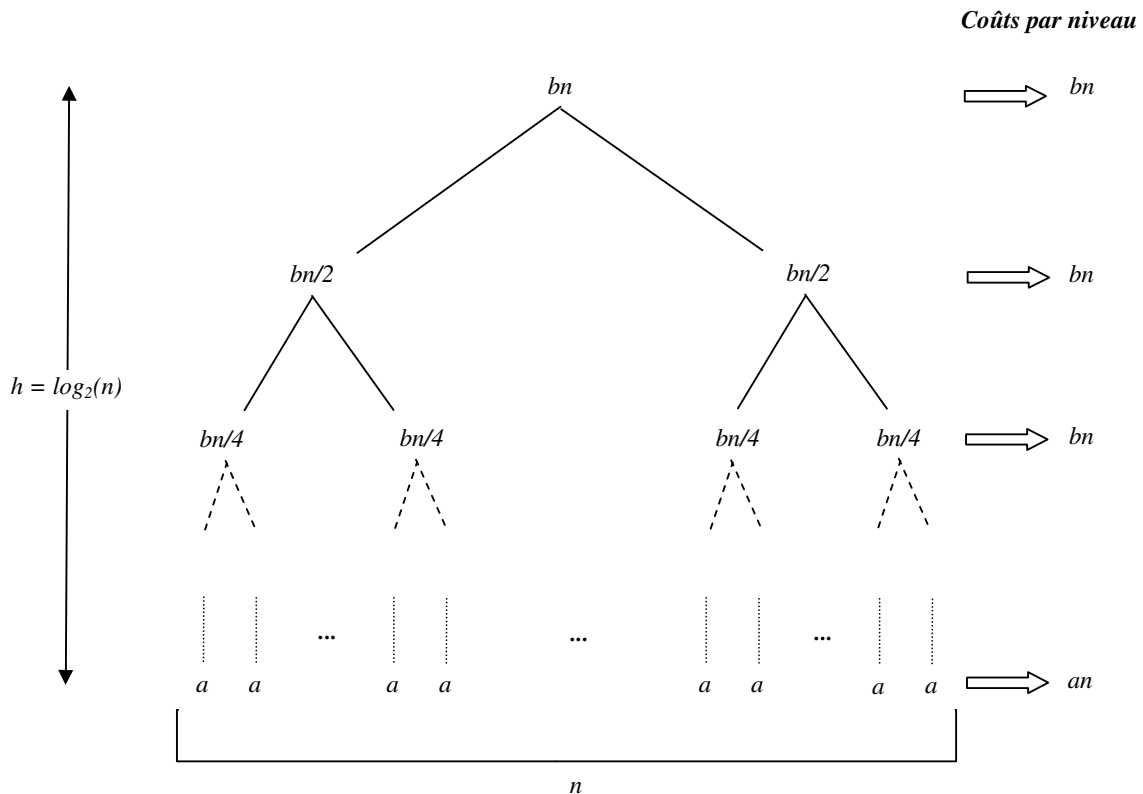 Coûts par niveau
bn
bn
bn/2
bn/2
bn
h = log₂(n)
bn/4
bn/4
bn/4
bn/4
bn
...
...
...
a
a
a
a
a
a
a
a
an
n